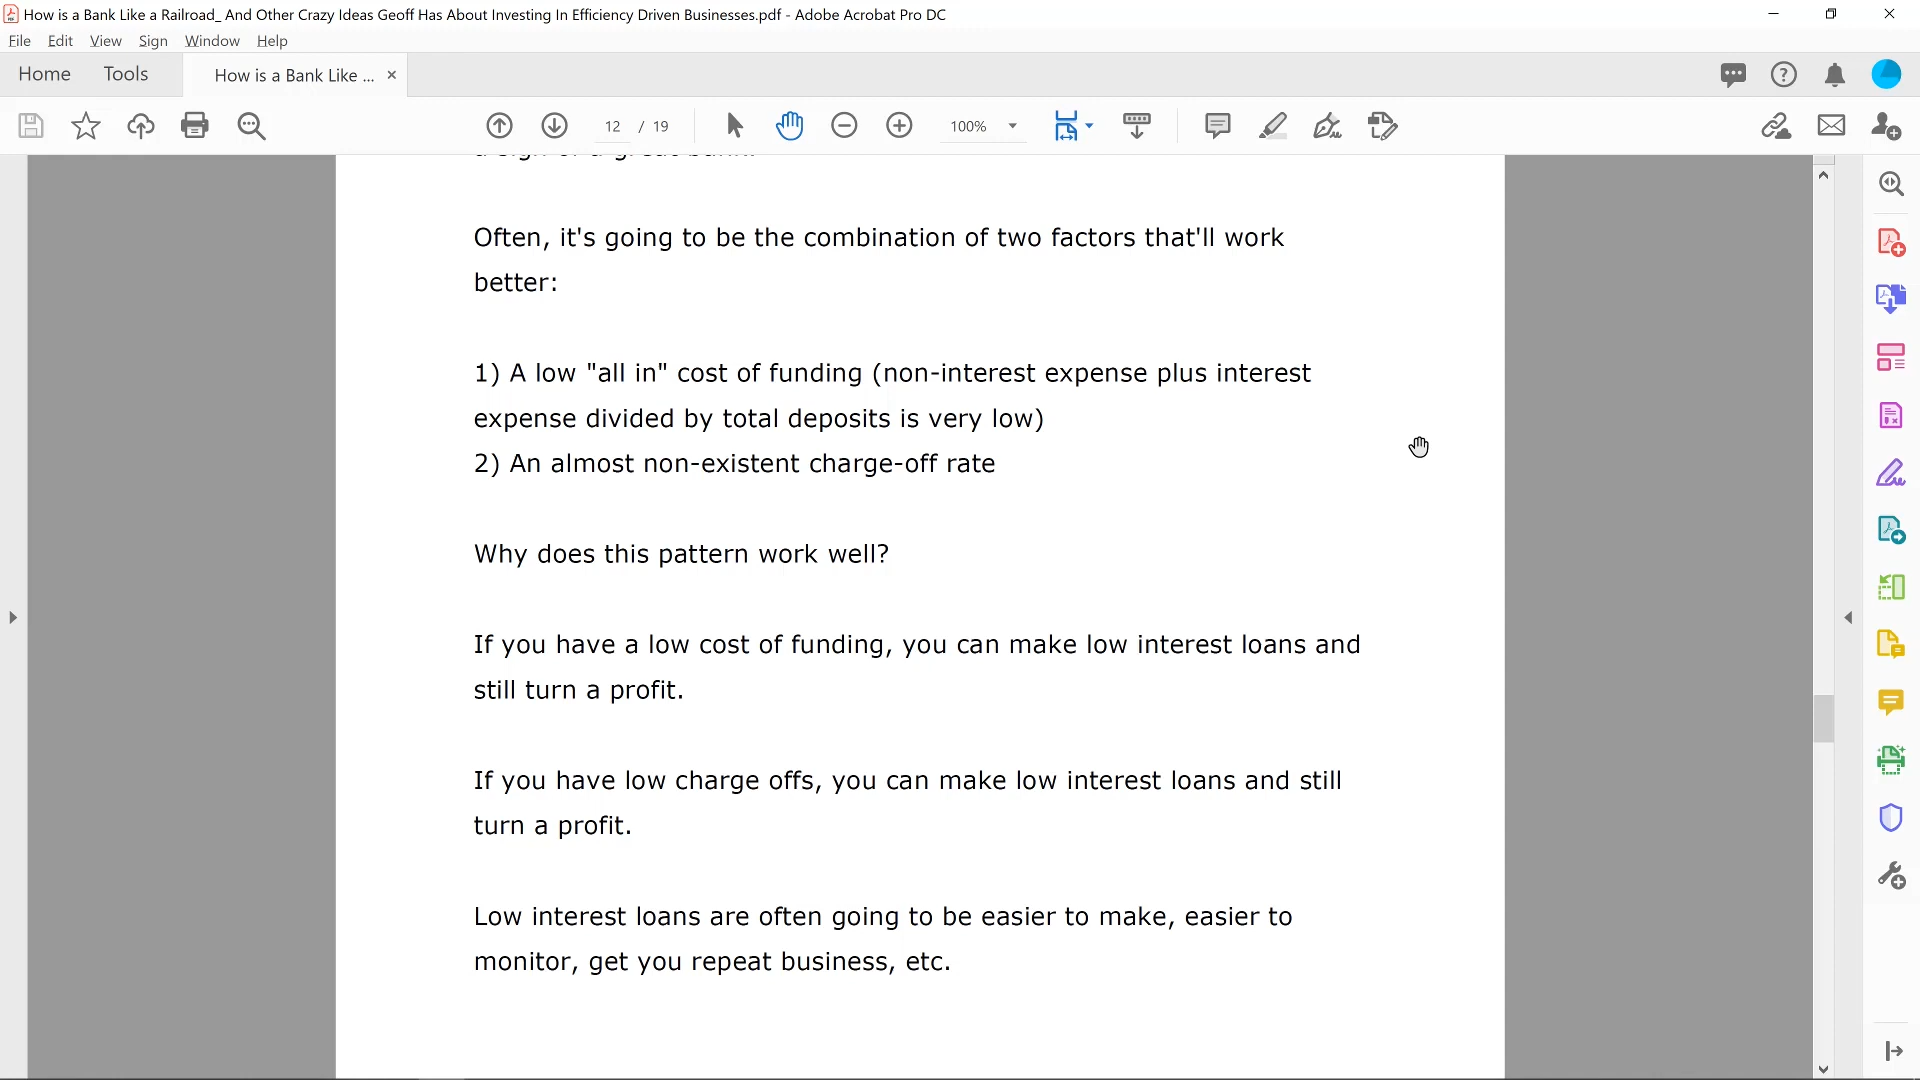 How is a Bank Like a Railroad_ And Other Crazy Ideas Geoff Has About Investing In Efficiency Driven Businesses.pdf - Adobe Acrobat Pro DC
File Edit View Sign Window Help
Home Tools How is a Bank Like ...
12 / 19 100%
a sign of a great bank.
Often, it's going to be the combination of two factors that'll work
better:
1) A low "all in" cost of funding (non-interest expense plus interest
expense divided by total deposits is very low)
2) An almost non-existent charge-off rate
Why does this pattern work well?
If you have a low cost of funding, you can make low interest loans and
still turn a profit.
If you have low charge offs, you can make low interest loans and still
turn a profit.
Low interest loans are often going to be easier to make, easier to
monitor, get you repeat business, etc.